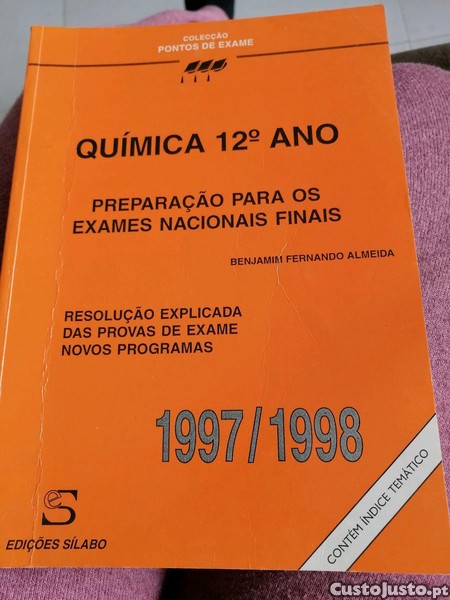 COLECÇÃO
PONTOS DE EXAME
QUÍMICA 12º ANO
PREPARAÇÃO PARA OS
EXAMES NACIONAIS FINAIS
BENJAMIM FERNANDO ALMEIDA
RESOLUÇÃO EXPLICADA
DAS PROVAS DE EXAME
NOVOS PROGRAMAS
1997/1998
CONTÉM ÍNDICE TEMÁTICO
eS
EDIÇÕES SÍLABO
CustoJusto.pt